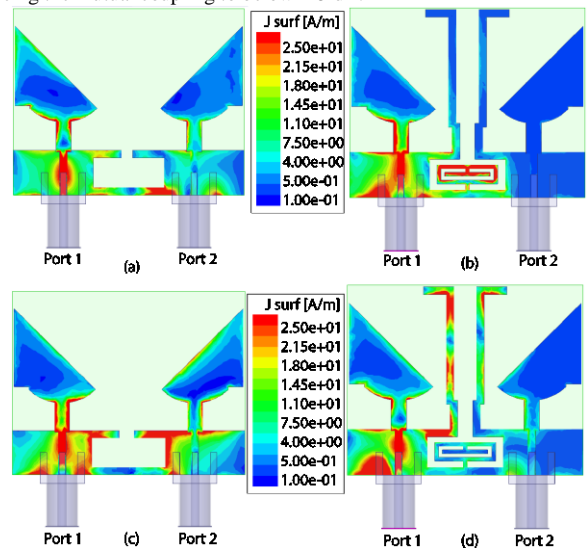 J surf [A/m]
2.50e+01
2.15e+01
1.80e+01
1.45e+01
1.10e+01
7.50e+00
4.00e+00
5.00e-01
1.00e-01
Port 1 (a) Port 2
Port 1 (b) Port 2
J surf [A/m]
2.50e+01
2.15e+01
1.80e+01
1.45e+01
1.10e+01
7.50e+00
4.00e+00
5.00e-01
1.00e-01
Port 1 (c) Port 2
Port 1 (d) Port 2